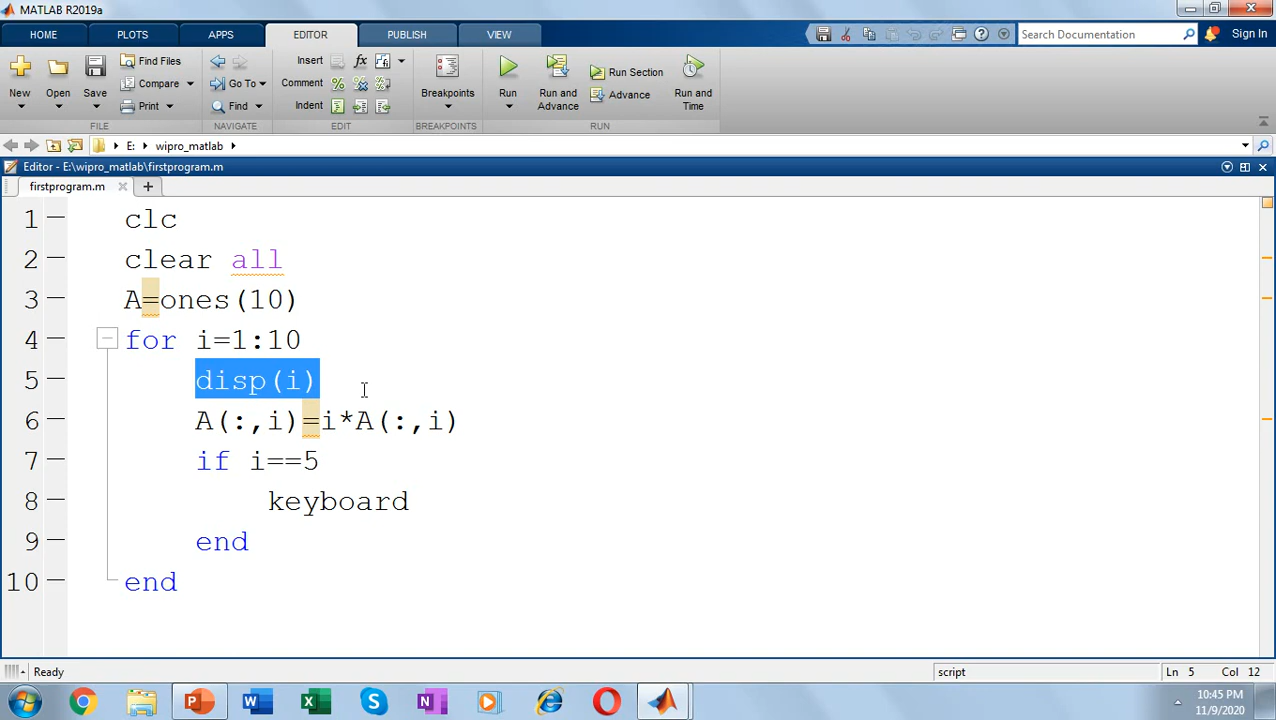 MATLAB R2019a
HOME PLOTS APPS EDITOR PUBLISH VIEW Search Documentation Sign In
New Open Save Find Files Compare Print Insert Comment Indent fx Go To Find Breakpoints Run Run and Advance Run Section Advance Run and Time
FILE NAVIGATE EDIT BREAKPOINTS RUN
E: wipro_matlab
Editor - E:\wipro_matlab\firstprogram.m
firstprogram.m
1 clc
2 clear all
3 A=ones(10)
4 for i=1:10
5 disp(i)
6 A(:,i)=i*A(:,i)
7 if i==5
8 keyboard
9 end
10 end
Ready script Ln 5 Col 12
10:45 PM
11/9/2020